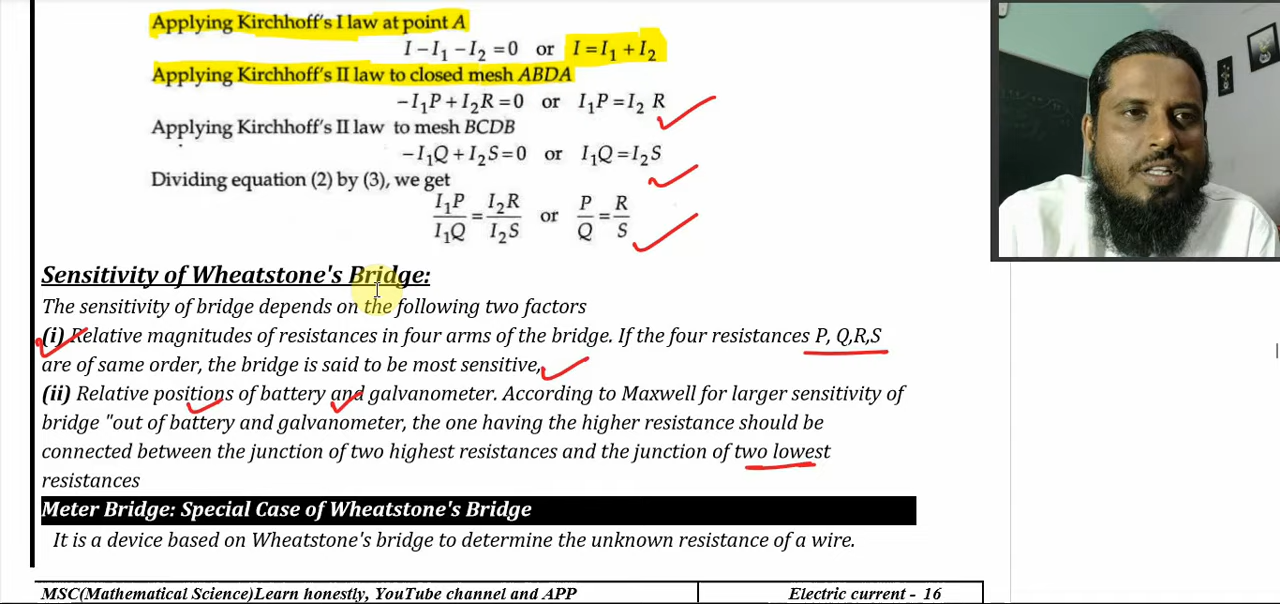 Applying Kirchhoff's I law at point A
I – I₁ – I₂ = 0 or I = I₁ + I₂
Applying Kirchhoff's II law to closed mesh ABDA
–I₁P + I₂R = 0 or I₁P = I₂ R
Applying Kirchhoff's II law to mesh BCDB
–I₁Q + I₂S = 0 or I₁Q = I₂S
Dividing equation (2) by (3), we get
I₁P/I₁Q = I₂R/I₂S or P/Q = R/S
Sensitivity of Wheatstone's Bridge:
The sensitivity of bridge depends on the following two factors
(i) Relative magnitudes of resistances in four arms of the bridge. If the four resistances P, Q,R,S
are of same order, the bridge is said to be most sensitive,
(ii) Relative positions of battery and galvanometer. According to Maxwell for larger sensitivity of
bridge "out of battery and galvanometer, the one having the higher resistance should be
connected between the junction of two highest resistances and the junction of two lowest
resistances
Meter Bridge: Special Case of Wheatstone's Bridge
It is a device based on Wheatstone's bridge to determine the unknown resistance of a wire.
MSC(Mathematical Science)Learn honestly, YouTube channel and APP
Electric current - 16